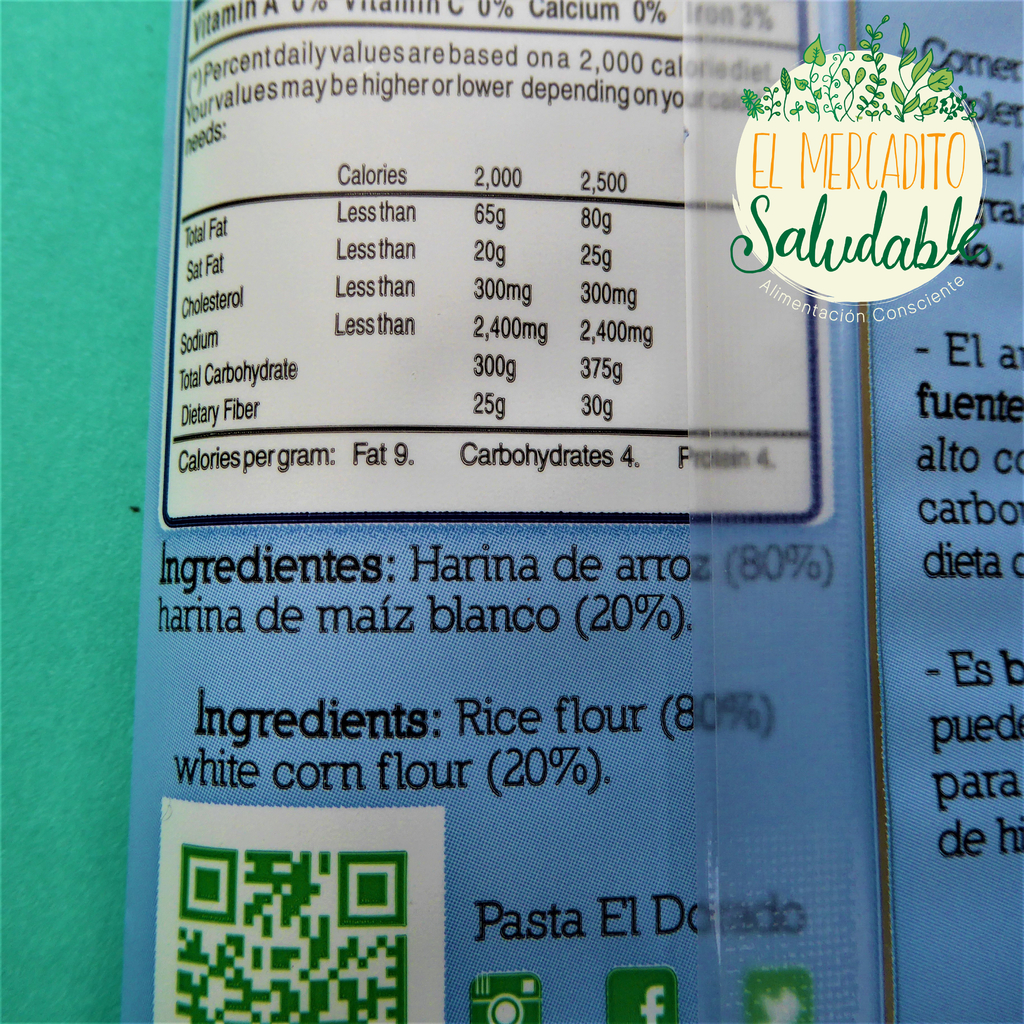 Vitamin A 0% Vitamin C 0% Calcium 0% Iron 3%
(*) Percent daily values are based on a 2,000 calorie diet.
Your values may be higher or lower depending on your
needs:
Calories 2,000 2,500
Total Fat Less than 65g 80g
Sat Fat Less than 20g 25g
Cholesterol Less than 300mg 300mg
Sodium Less than 2,400mg 2,400mg
Total Carbohydrate 300g 375g
Dietary Fiber 25g 30g
Calories per gram: Fat 9. Carbohydrates 4. Protein 4.
Ingredientes: Harina de arroz (80%)
harina de maíz blanco (20%).
Ingredients: Rice flour (80%)
white corn flour (20%).
Pasta El Dorado
EL MERCADITO
Saludable
Alimentación Consciente
Comer
al
- El
fuente
alto
dieta
- Es
para
de